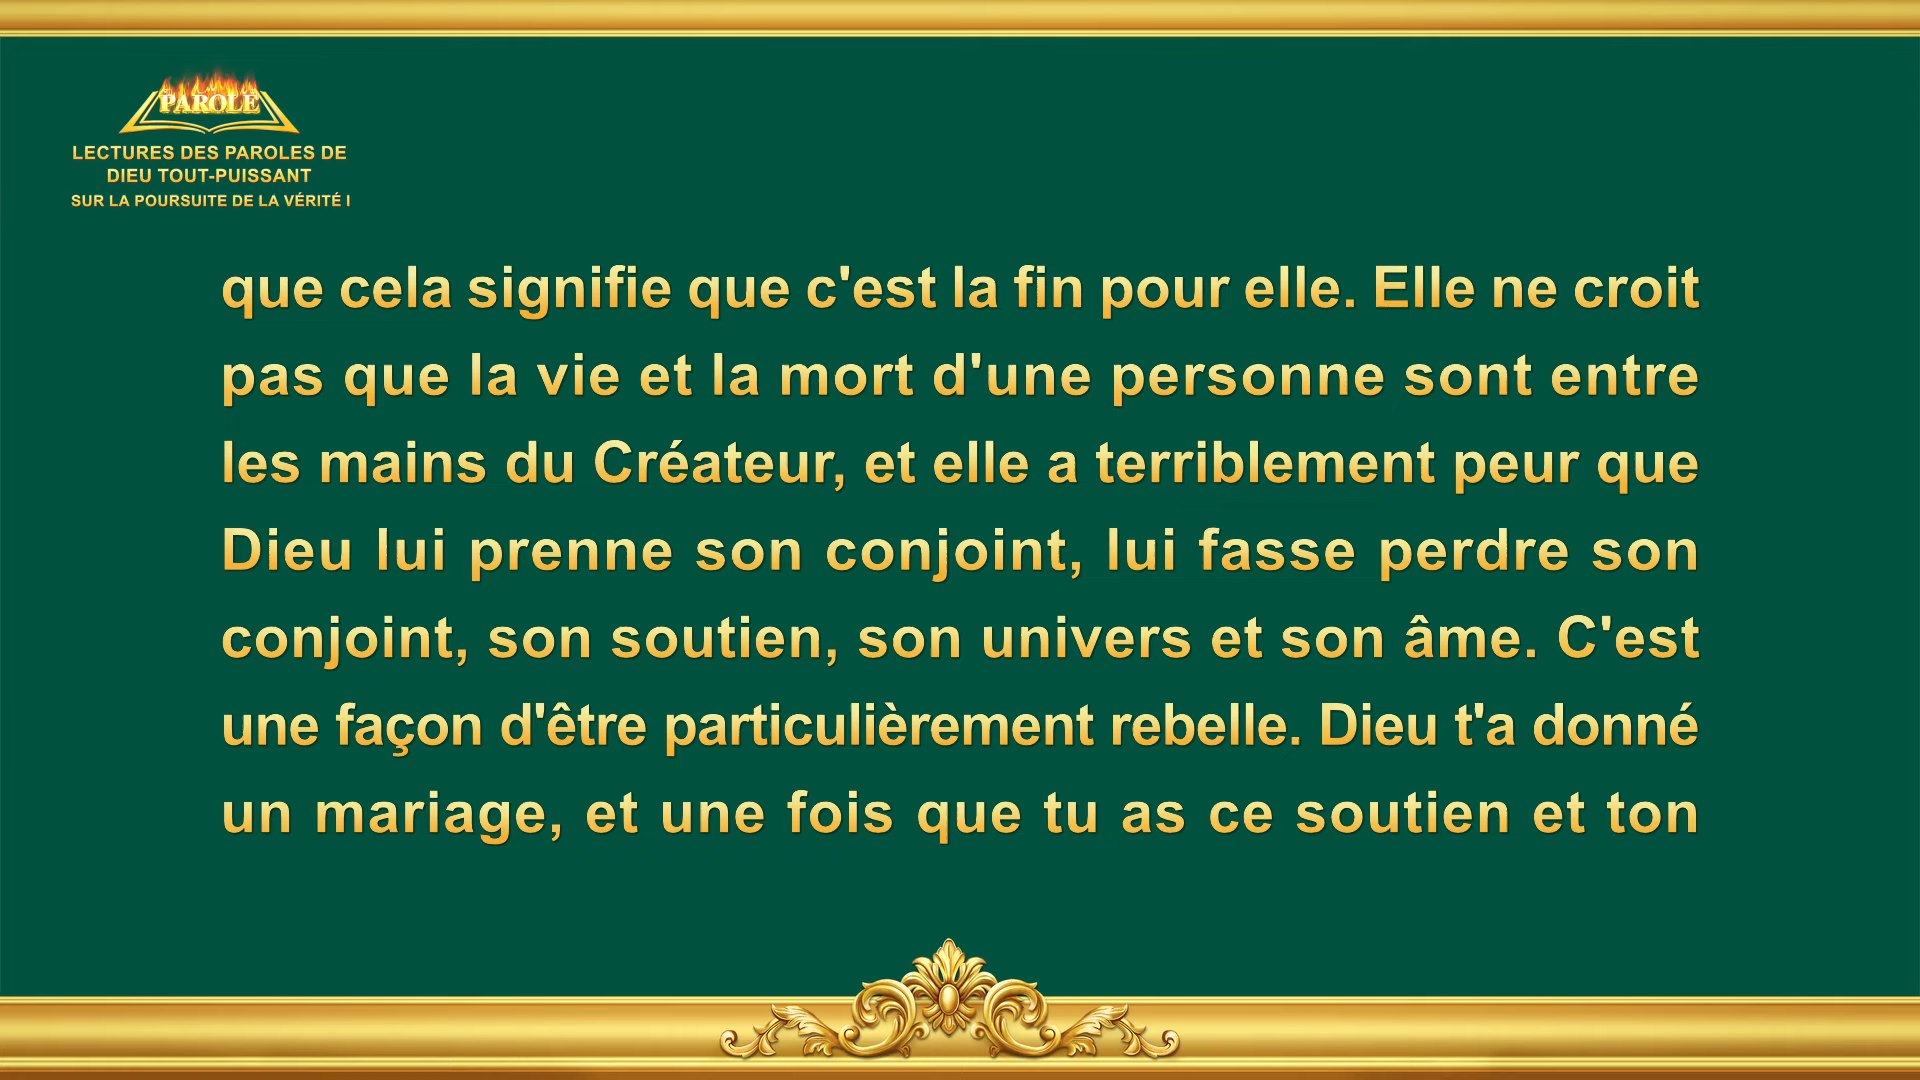 PAROLE
LECTURES DES PAROLES DE
DIEU TOUT-PUISSANT
SUR LA POURSUITE DE LA VÉRITÉ I
que cela signifie que c'est la fin pour elle. Elle ne croit
pas que la vie et la mort d'une personne sont entre
les mains du Créateur, et elle a terriblement peur que
Dieu lui prenne son conjoint, lui fasse perdre son
conjoint, son soutien, son univers et son âme. C'est
une façon d'être particulièrement rebelle. Dieu t'a donné
un mariage, et une fois que tu as ce soutien et ton